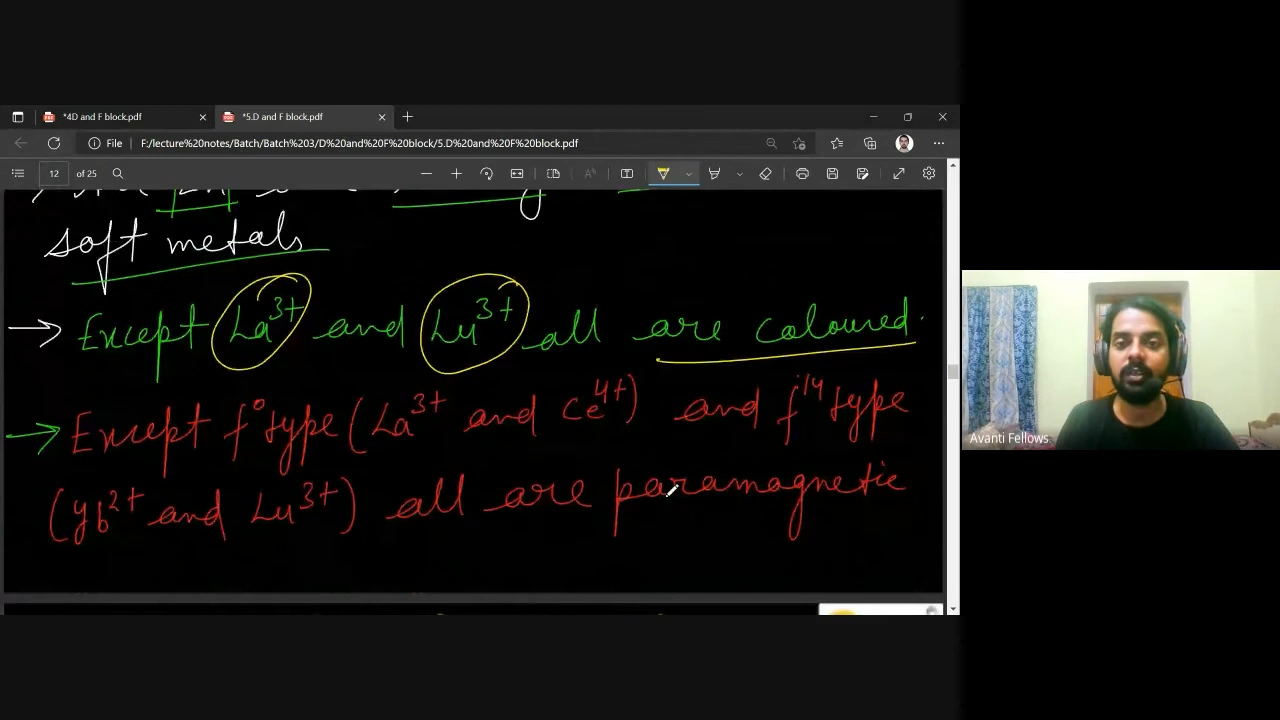 *4D and F block.pdf
*5.D and F block.pdf
File
F:/lecture%20notes/Batch/Batch%203/D%20and%20F%20block/5.D%20and%20F%20block.pdf
12 of 25
soft metals
→ Except La³⁺ and Lu³⁺ all are coloured.
→ Except f⁰ type (La³⁺ and Ce⁴⁺) and f¹⁴ type
(yb²⁺ and Lu³⁺) all are paramagnetic
Avanti Fellows